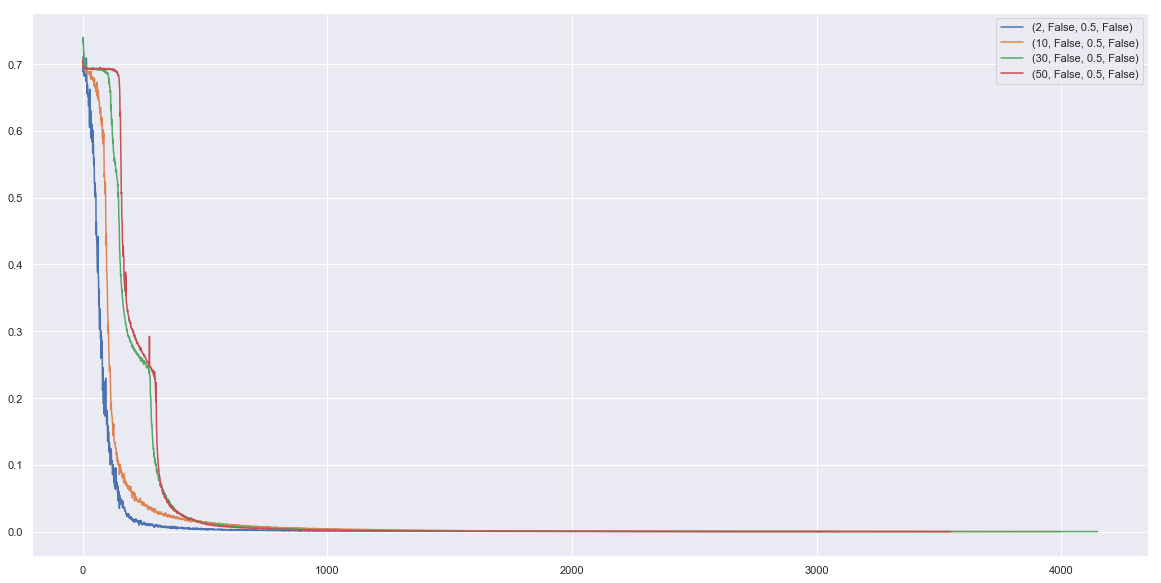 (2, False, 0.5, False)
(10, False, 0.5, False)
(30, False, 0.5, False)
(50, False, 0.5, False)
0.7
0.6
0.5
0.4
0.3
0.2
0.1
0.0
0 1000 2000 3000 4000